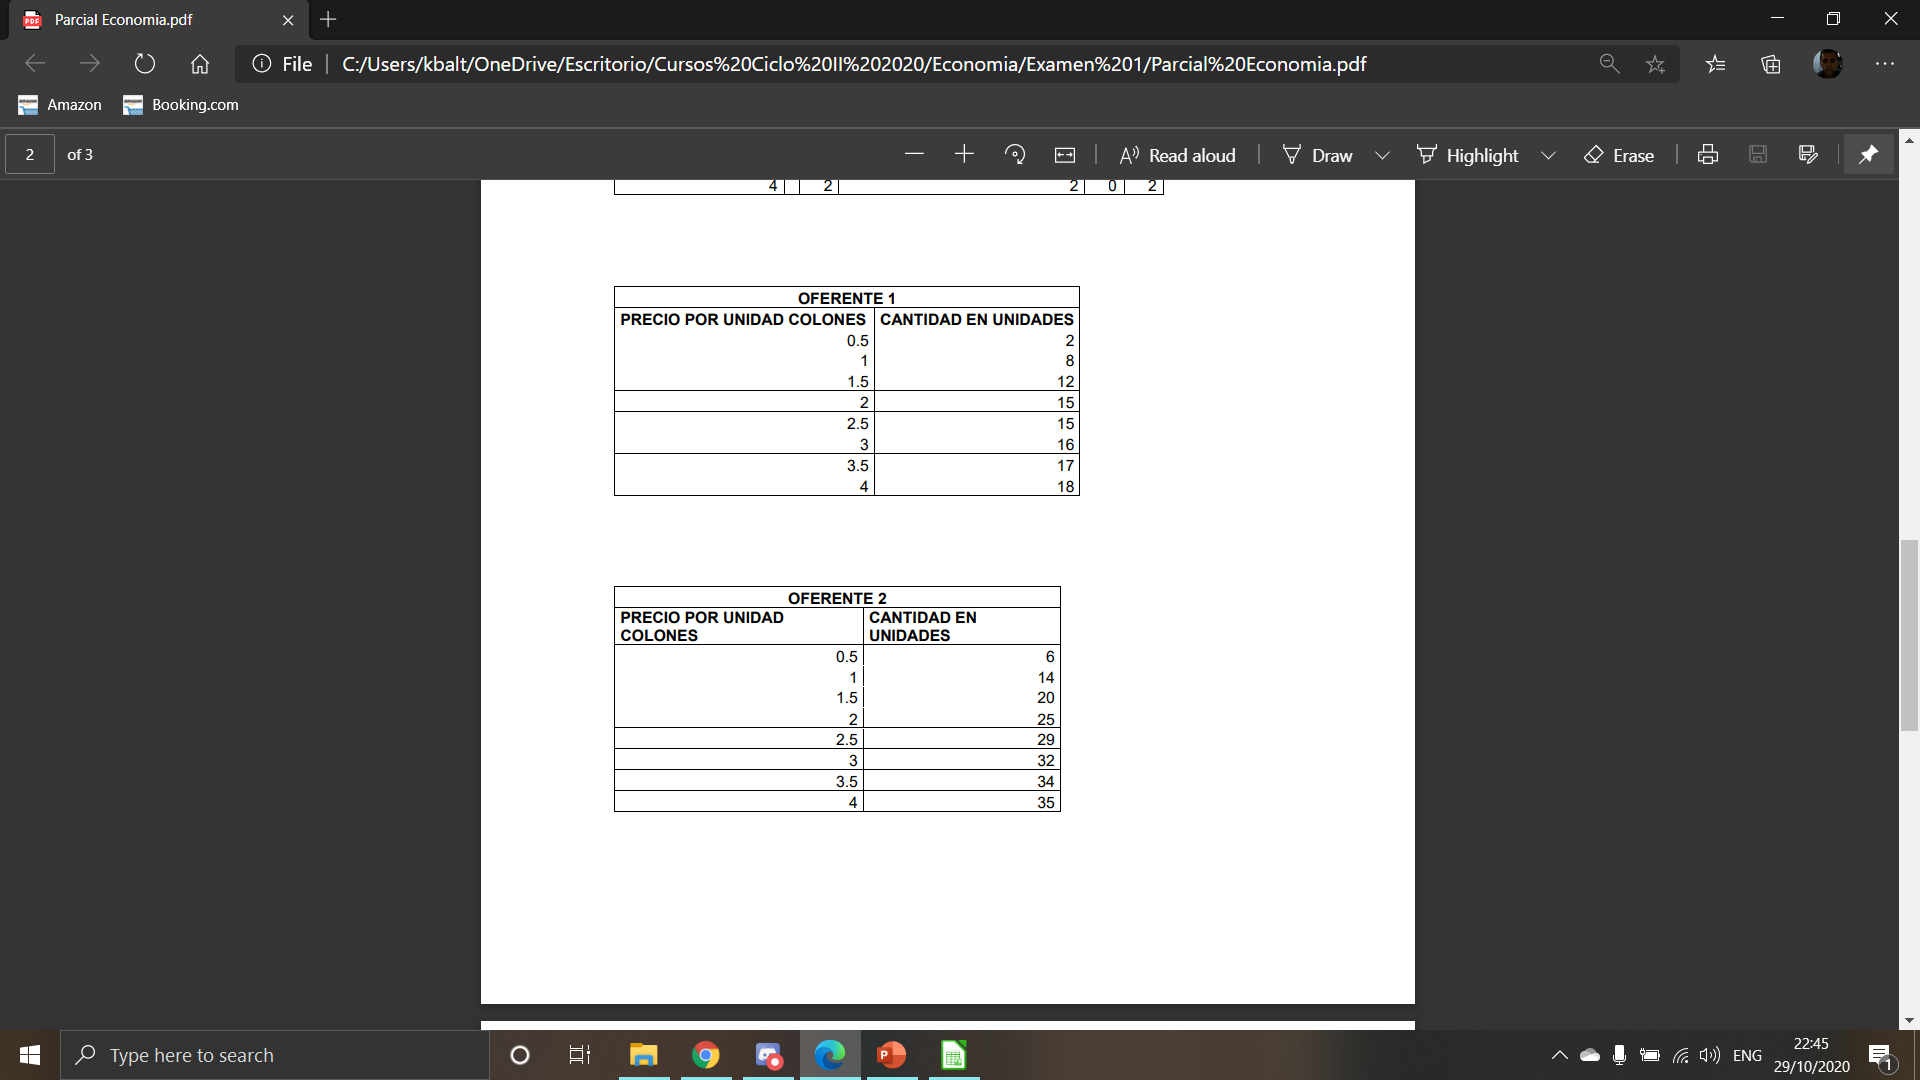 Parcial Economia.pdf
File
C:/Users/kbalt/OneDrive/Escritorio/Cursos%20Ciclo%20II%202020/Economia/Examen%201/Parcial%20Economia.pdf
Amazon
Booking.com
2 of 3
Read aloud
Draw
Highlight
Erase
4 2 2 0 2
OFERENTE 1
PRECIO POR UNIDAD COLONES CANTIDAD EN UNIDADES
0.5 2
1 8
1.5 12
2 15
2.5 15
3 16
3.5 17
4 18
OFERENTE 2
PRECIO POR UNIDAD COLONES
CANTIDAD EN UNIDADES
0.5 6
1 14
1.5 20
2 25
2.5 29
3 32
3.5 34
4 35
Type here to search
ENG
22:45
29/10/2020
1